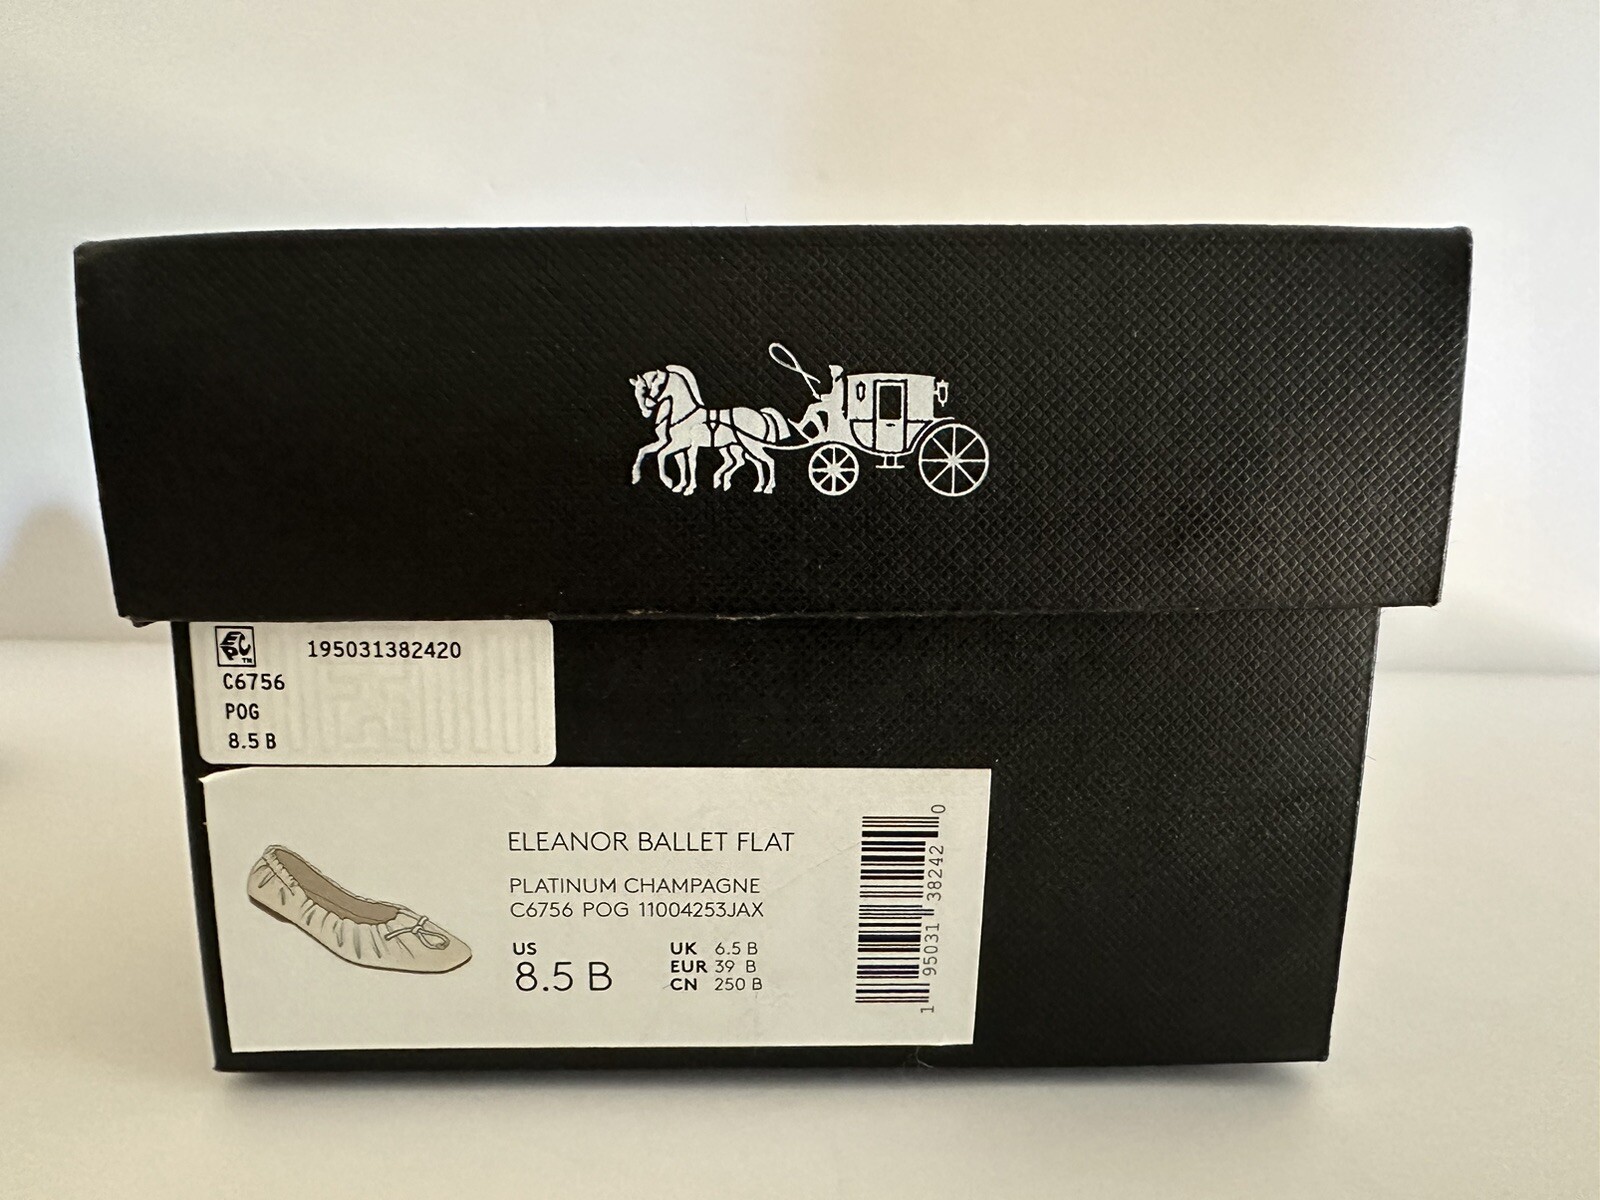 195031382420
C6756
POG
8.5 B
ELEANOR BALLET FLAT
PLATINUM CHAMPAGNE
C6756 POG 11004253JAX
US
8.5 B
UK 6.5 B
EUR 39 B
CN 250 B
1 95031 38242 0